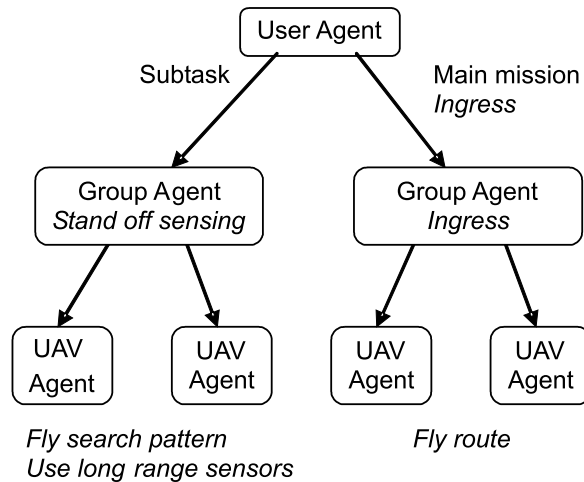 User Agent
Subtask
Main mission
Ingress
Group Agent
Stand off sensing
Group Agent
Ingress
UAV
Agent
UAV
Agent
UAV
Agent
UAV
Agent
Fly search pattern
Use long range sensors
Fly route